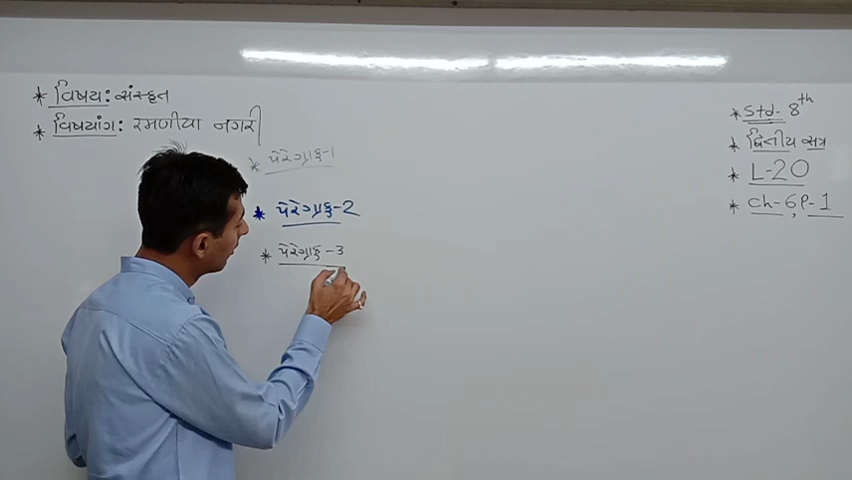 * વિષય: સંસ્કૃત
* વિષયાંગ: રમણીયા નગરી
* પેરેગ્રાફ-1
* પેરેગ્રાફ-2
* પેરેગ્રાફ-3
* Std- 8th
* દ્વિતીય સત્ર
* L-20
* Ch-6, P-1